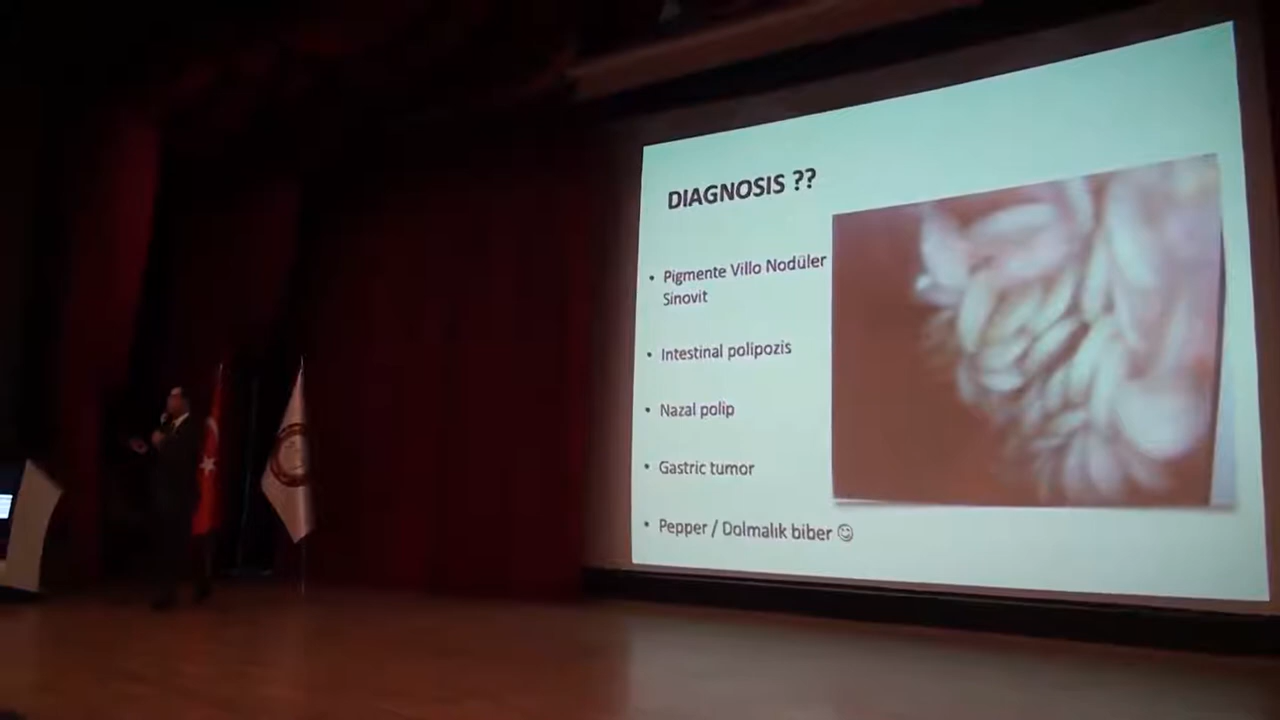 DIAGNOSIS ??
• Pigmente Villo Nodüler
Sinovit
• Intestinal polipozis
• Nazal polip
• Gastric tumor
• Pepper / Dolmalık biber ☺